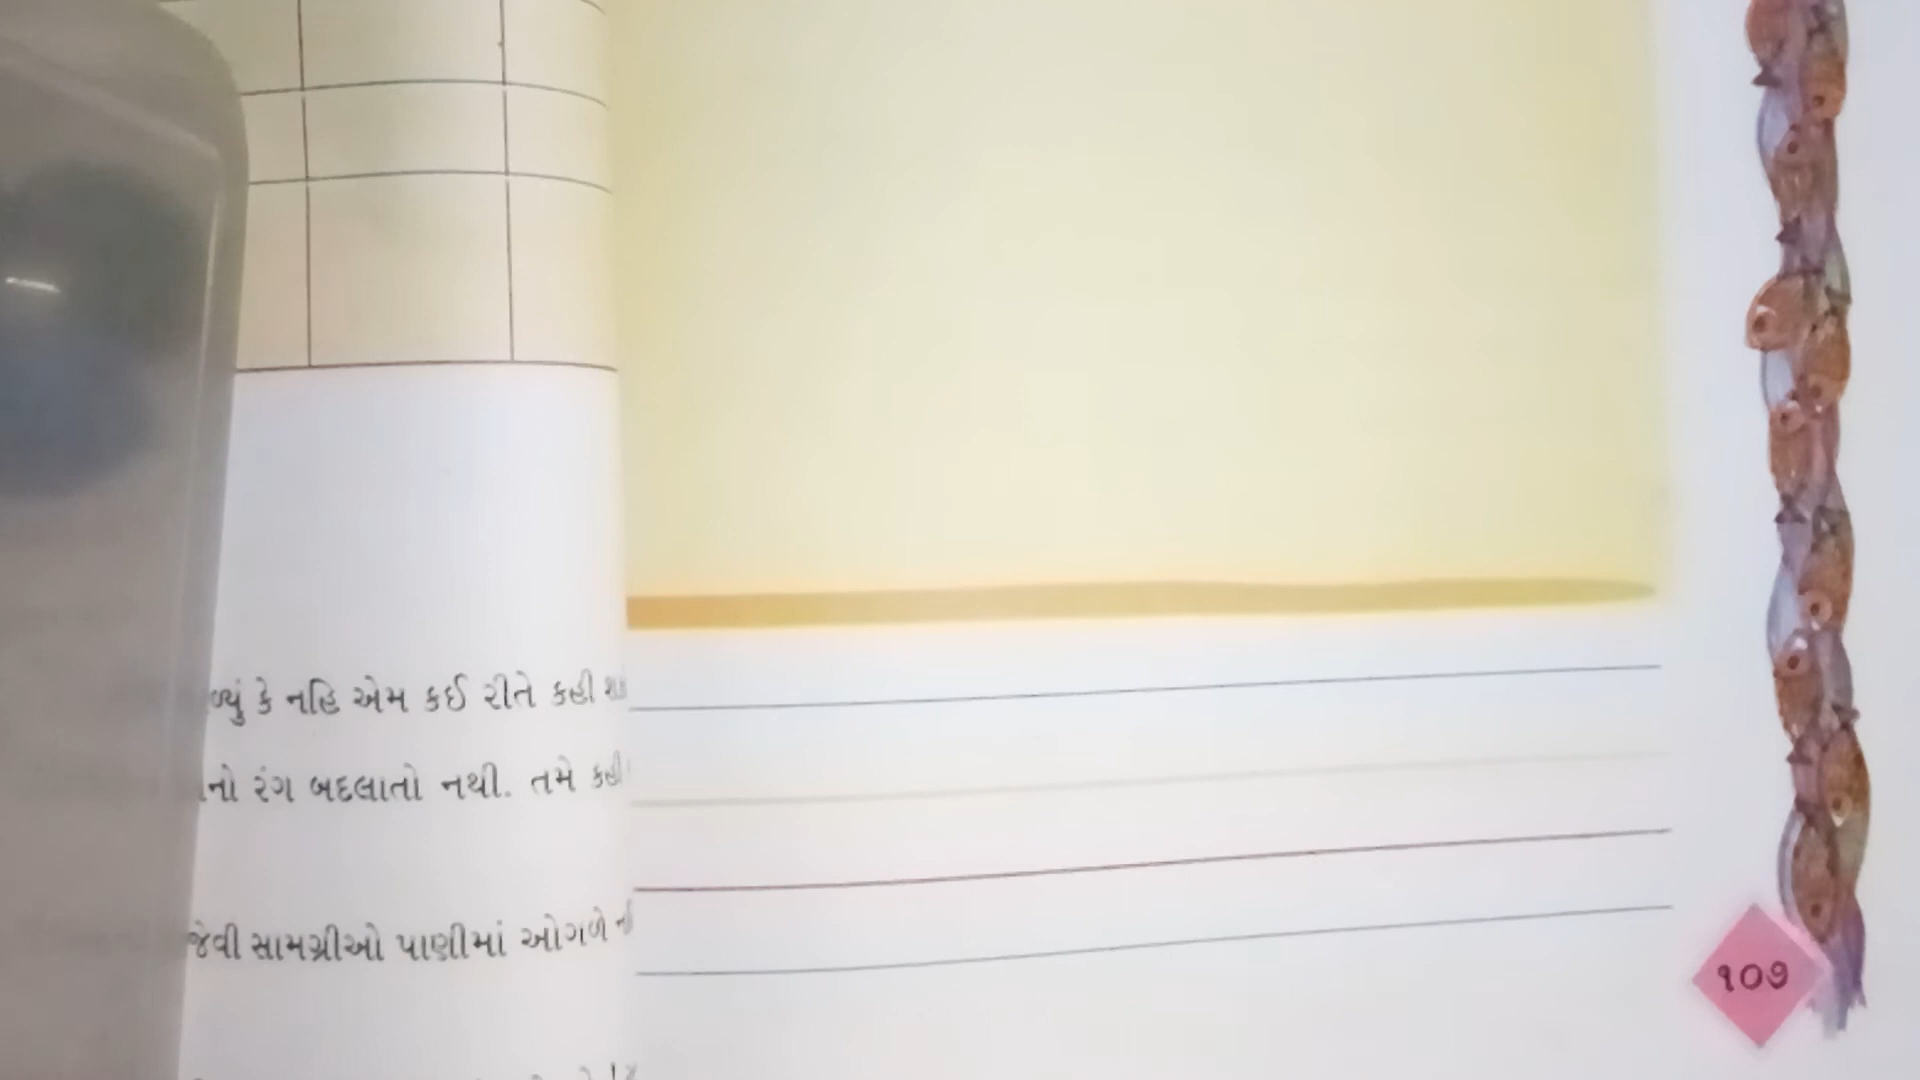 કે નહિ એમ કઈ રીતે કહી
રંગ બદલાતો નથી. તમે કહી
જેવી સામગ્રીઓ પાણીમાં ઓગળે
૧૦૭